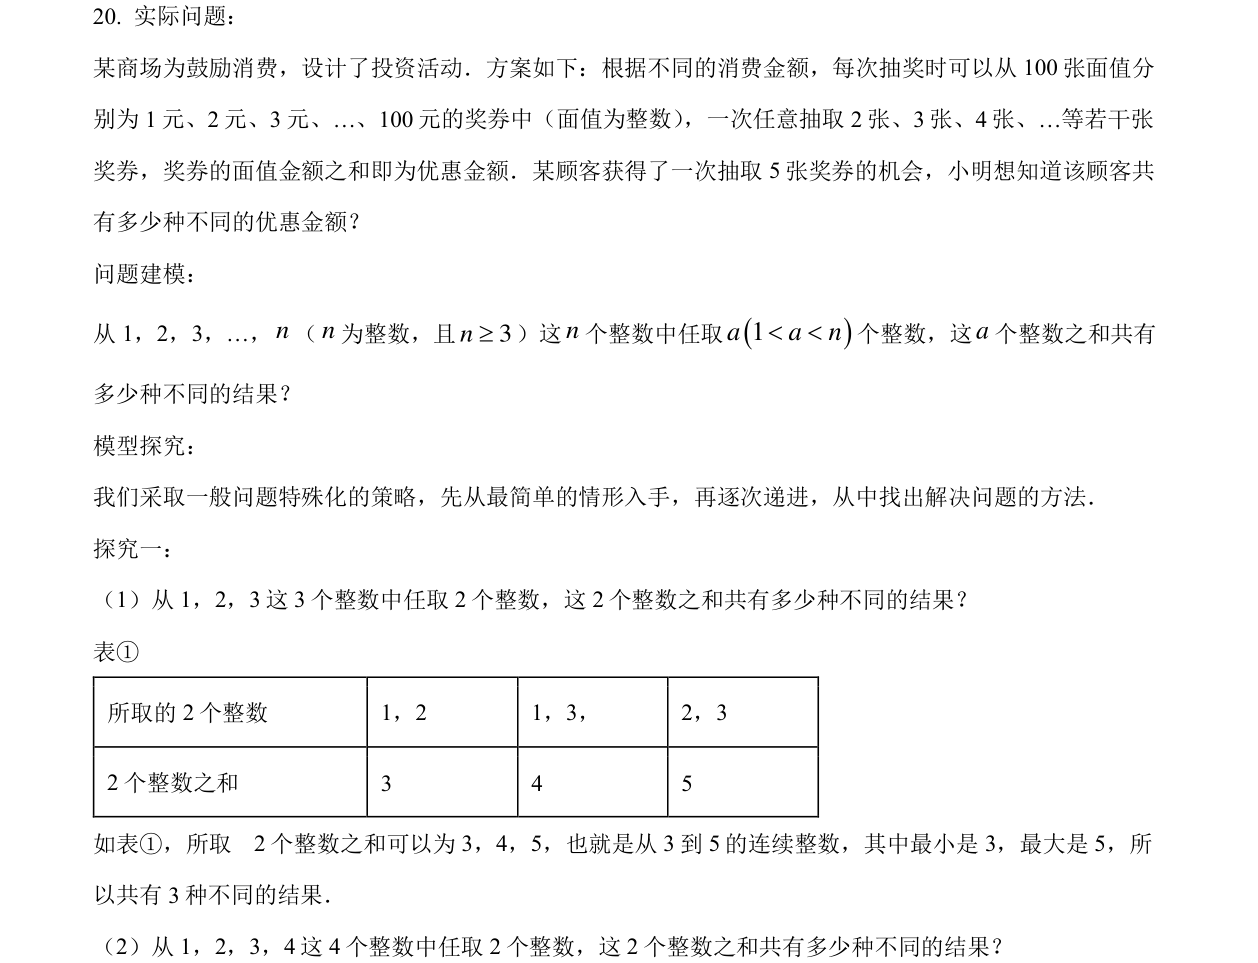 20. 实际问题：
某商场为鼓励消费，设计了投资活动．方案如下：根据不同的消费金额，每次抽奖时可以从 100 张面值分
别为 1 元、2 元、3 元、…、100 元的奖券中（面值为整数），一次任意抽取 2 张、3 张、4 张、…等若干张
奖券，奖券的面值金额之和即为优惠金额．某顾客获得了一次抽取 5 张奖券的机会，小明想知道该顾客共
有多少种不同的优惠金额？
问题建模：
从 1，2，3，…，n（n 为整数，且 n ≥ 3）这 n 个整数中任取 a(1 < a < n) 个整数，这 a 个整数之和共有
多少种不同的结果？
模型探究：
我们采取一般问题特殊化的策略，先从最简单的情形入手，再逐次递进，从中找出解决问题的方法．
探究一：
（1）从 1，2，3 这 3 个整数中任取 2 个整数，这 2 个整数之和共有多少种不同的结果？
表①
所取的 2 个整数 1，2 1，3， 2，3
2 个整数之和 3 4 5
如表①，所取 2 个整数之和可以为 3，4，5，也就是从 3 到 5 的连续整数，其中最小是 3，最大是 5，所
以共有 3 种不同的结果．
（2）从 1，2，3，4 这 4 个整数中任取 2 个整数，这 2 个整数之和共有多少种不同的结果？